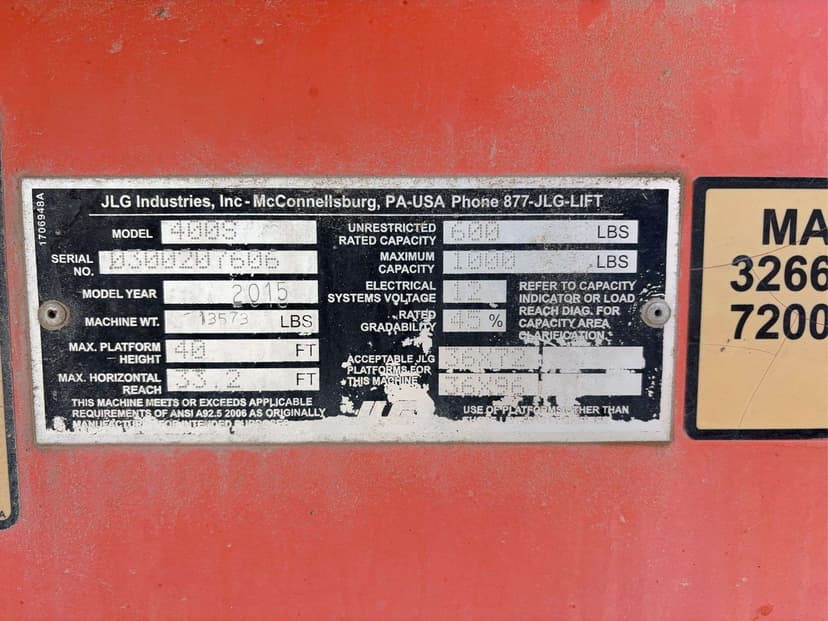 1706948A
JLG Industries, Inc - McConnellsburg, PA-USA Phone 877-JLG-LIFT
MODEL 400S
SERIAL NO. 0300207606
MODEL YEAR 2015
MACHINE WT. 13573 LBS
MAX. PLATFORM HEIGHT 40 FT
MAX. HORIZONTAL REACH 33.2 FT
THIS MACHINE MEETS OR EXCEEDS APPLICABLE
REQUIREMENTS OF ANSI A92.5 2006 AS ORIGINALLY
MANUFACTURED FOR INTENDED PURPOSES
UNRESTRICTED
RATED CAPACITY 600 LBS
MAXIMUM
CAPACITY 1000 LBS
ELECTRICAL
SYSTEMS VOLTAGE 12
RATED
GRADABILITY 45 %
REFER TO CAPACITY
INDICATOR OR LOAD
REACH DIAG. FOR
CAPACITY AREA
CLARIFICATION.
ACCEPTABLE JLG
PLATFORMS FOR
THIS MACHINE
36X96
USE OF PLATFORMS OTHER THAN
MA
3266
7200